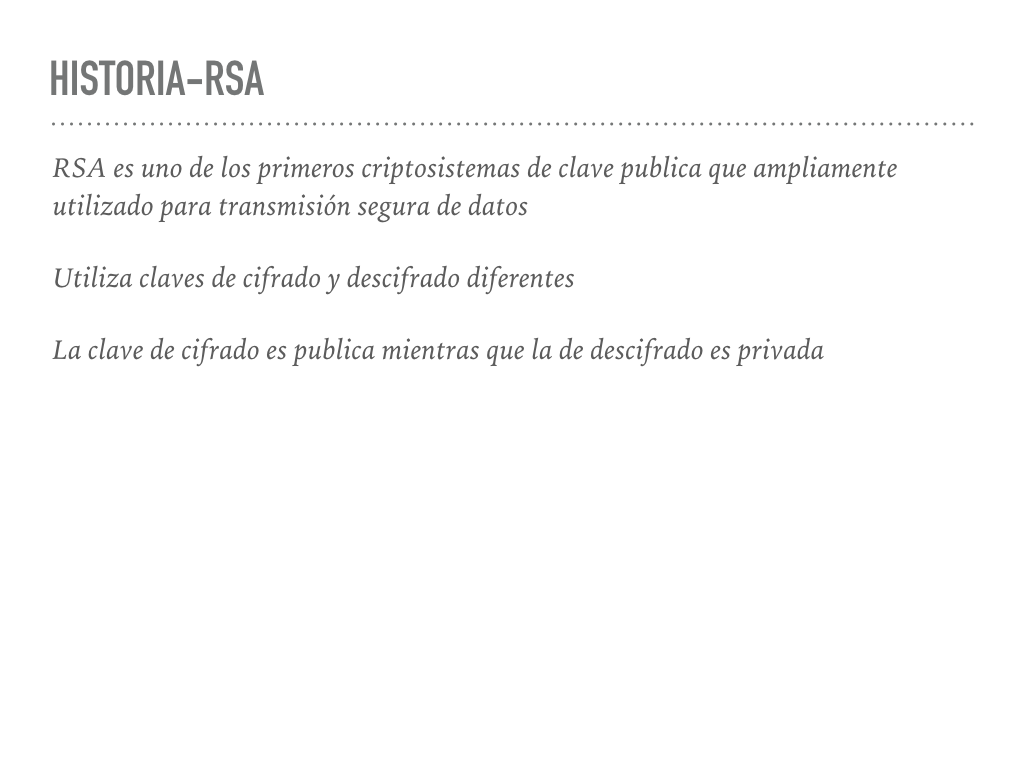 HISTORIA-RSA
RSA es uno de los primeros criptosistemas de clave publica que ampliamente
utilizado para transmisión segura de datos
Utiliza claves de cifrado y descifrado diferentes
La clave de cifrado es publica mientras que la de descifrado es privada